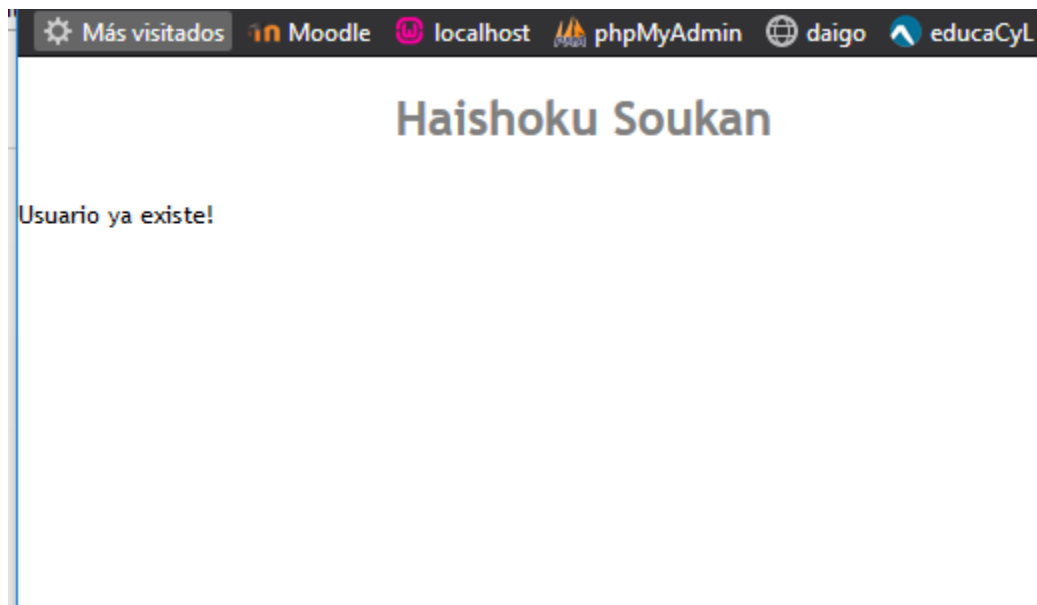 Más visitados Moodle localhost phpMyAdmin daigo educaCyL
Haishoku Soukan
Usuario ya existe!